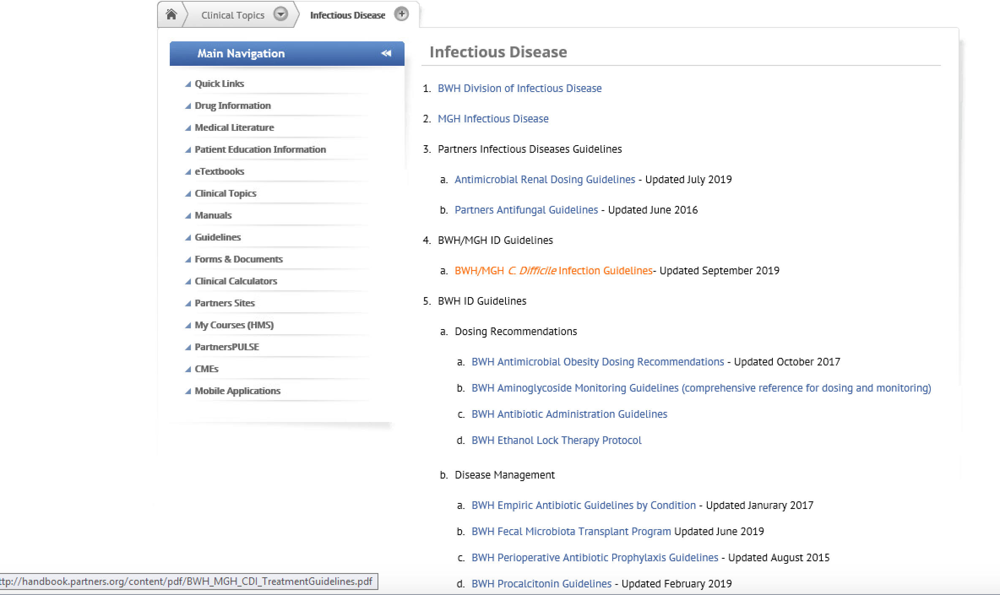 Clinical Topics
Infectious Disease
Main Navigation
Quick Links
Drug Information
Medical Literature
Patient Education Information
eTextbooks
Clinical Topics
Manuals
Guidelines
Forms & Documents
Clinical Calculators
Partners Sites
My Courses (HMS)
PartnersPULSE
CMEs
Mobile Applications
Infectious Disease
1. BWH Division of Infectious Disease
2. MGH Infectious Disease
3. Partners Infectious Diseases Guidelines
a. Antimicrobial Renal Dosing Guidelines - Updated July 2019
b. Partners Antifungal Guidelines - Updated June 2016
4. BWH/MGH ID Guidelines
a. BWH/MGH C. Difficile Infection Guidelines- Updated September 2019
5. BWH ID Guidelines
a. Dosing Recommendations
a. BWH Antimicrobial Obesity Dosing Recommendations - Updated October 2017
b. BWH Aminoglycoside Monitoring Guidelines (comprehensive reference for dosing and monitoring)
c. BWH Antibiotic Administration Guidelines
d. BWH Ethanol Lock Therapy Protocol
b. Disease Management
a. BWH Empiric Antibiotic Guidelines by Condition - Updated Janurary 2017
b. BWH Fecal Microbiota Transplant Program Updated June 2019
c. BWH Perioperative Antibiotic Prophylaxis Guidelines - Updated August 2015
d. BWH Procalcitonin Guidelines - Updated February 2019
ttp://handbook.partners.org/content/pdf/BWH_MGH_CDI_TreatmentGuidelines.pdf